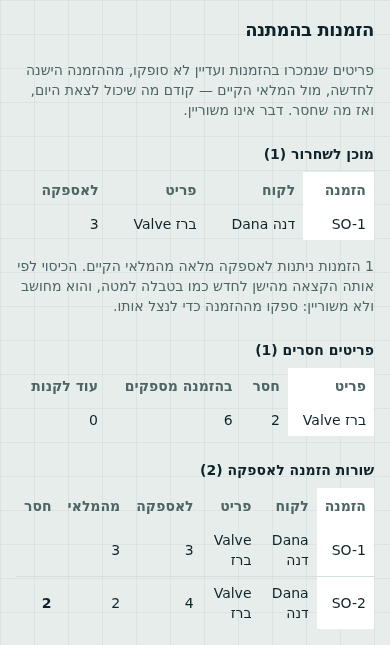 הזמנות בהמתנה
פריטים שנמכרו בהזמנות ועדיין לא סופקו, מההזמנה הישנה
לחדשה, מול המלאי הקיים — קודם מה שיכול לצאת היום,
ואז מה שחסר. דבר אינו משוריין.
מוכן לשחרור (1)
הזמנה לקוח פריט לאספקה
SO-1 דנה Dana ברז Valve 3
1 הזמנות ניתנות לאספקה מלאה מהמלאי הקיים. הכיסוי לפי
אותה הקצאה מהישן לחדש כמו בטבלה למטה, והוא מחושב
ולא משוריין: ספקו מההזמנה כדי לנצל אותו.
פריטים חסרים (1)
פריט חסר בהזמנה מספקים עוד לקנות
ברז Valve 2 6 0
שורות הזמנה לאספקה (2)
הזמנה לקוח פריט לאספקה מהמלאי חסר
SO-1 Dana דנה Valve ברז 3 3
SO-2 Dana דנה Valve ברז 4 2 2